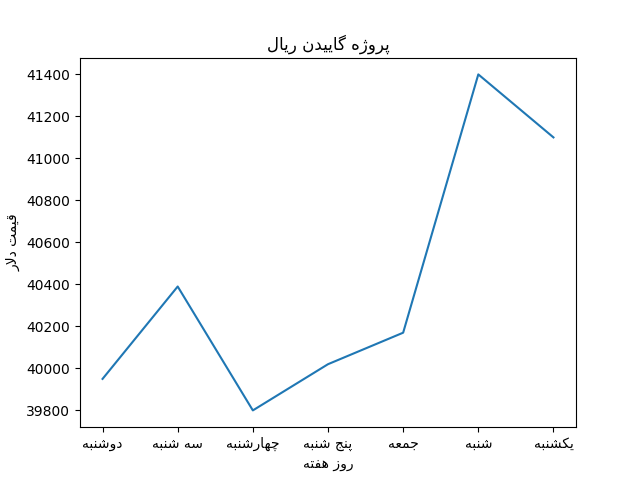 پروژه گاییدن ریال
41400
41200
41000
40800
40600
40400
40200
40000
39800
قیمت دلار
دوشنبه
سه شنبه
چهارشنبه
پنج شنبه
جمعه
شنبه
یکشنبه
روز هفته